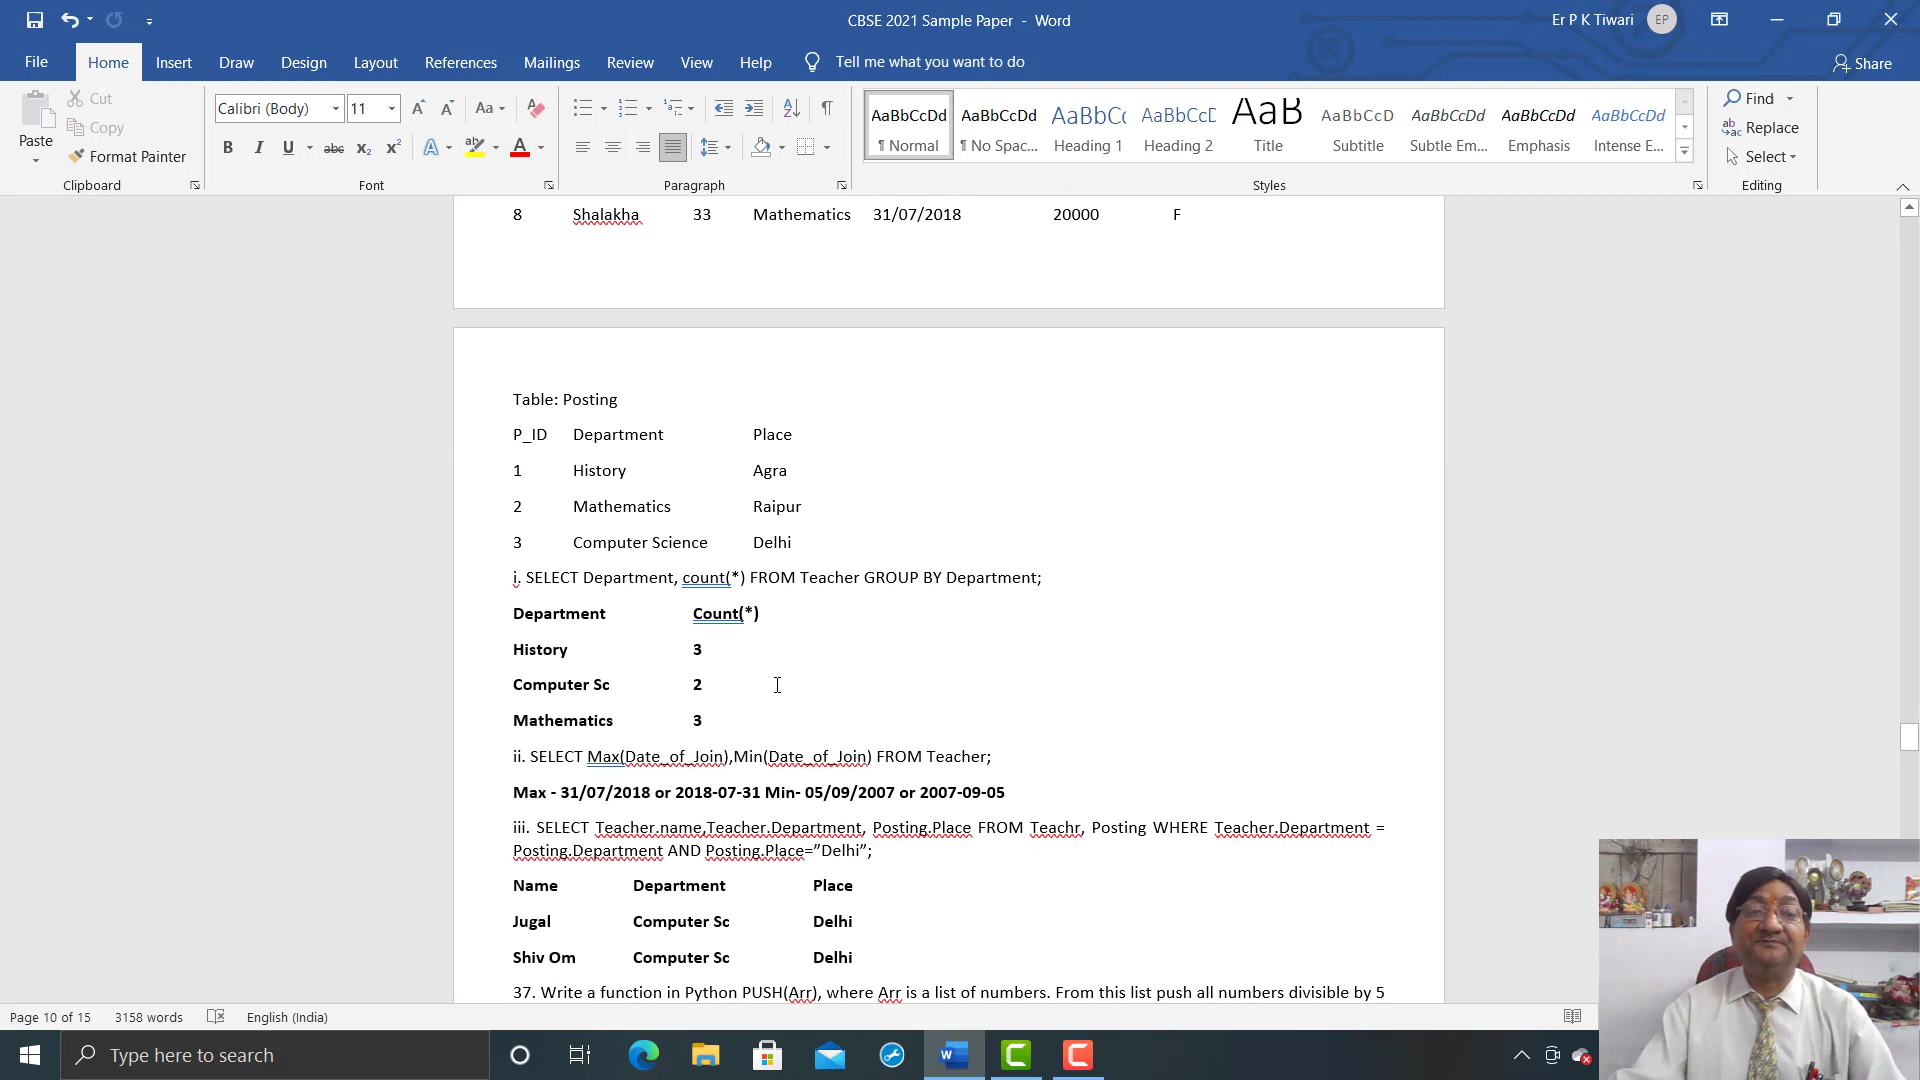 CBSE 2021 Sample Paper - Word
Er P K Tiwari
EP
File Home Insert Draw Design Layout References Mailings Review View Help Tell me what you want to do
Share
Paste
Cut
Copy
Format Painter
Clipboard
Calibri (Body) 11
Font
Paragraph
AaBbCcDd AaBbCcDd AaBbCc AaBbCcD AaB AaBbCcD AaBbCcDd AaBbCcDd AaBbCcDd
¶ Normal ¶ No Spac... Heading 1 Heading 2 Title Subtitle Subtle Em... Emphasis Intense E...
Styles
Find
Replace
Select
Editing
8 Shalakha 33 Mathematics 31/07/2018 20000 F
Table: Posting
P_ID Department Place
1 History Agra
2 Mathematics Raipur
3 Computer Science Delhi
i. SELECT Department, count(*) FROM Teacher GROUP BY Department;
Department Count(*)
History 3
Computer Sc 2
Mathematics 3
ii. SELECT Max(Date_of_Join),Min(Date_of_Join) FROM Teacher;
Max - 31/07/2018 or 2018-07-31 Min- 05/09/2007 or 2007-09-05
iii. SELECT Teacher.name,Teacher.Department, Posting.Place FROM Teachr, Posting WHERE Teacher.Department =
Posting.Department AND Posting.Place=”Delhi”;
Name Department Place
Jugal Computer Sc Delhi
Shiv Om Computer Sc Delhi
37. Write a function in Python PUSH(Arr), where Arr is a list of numbers. From this list push all numbers divisible by 5
Page 10 of 15 3158 words English (India)
Type here to search